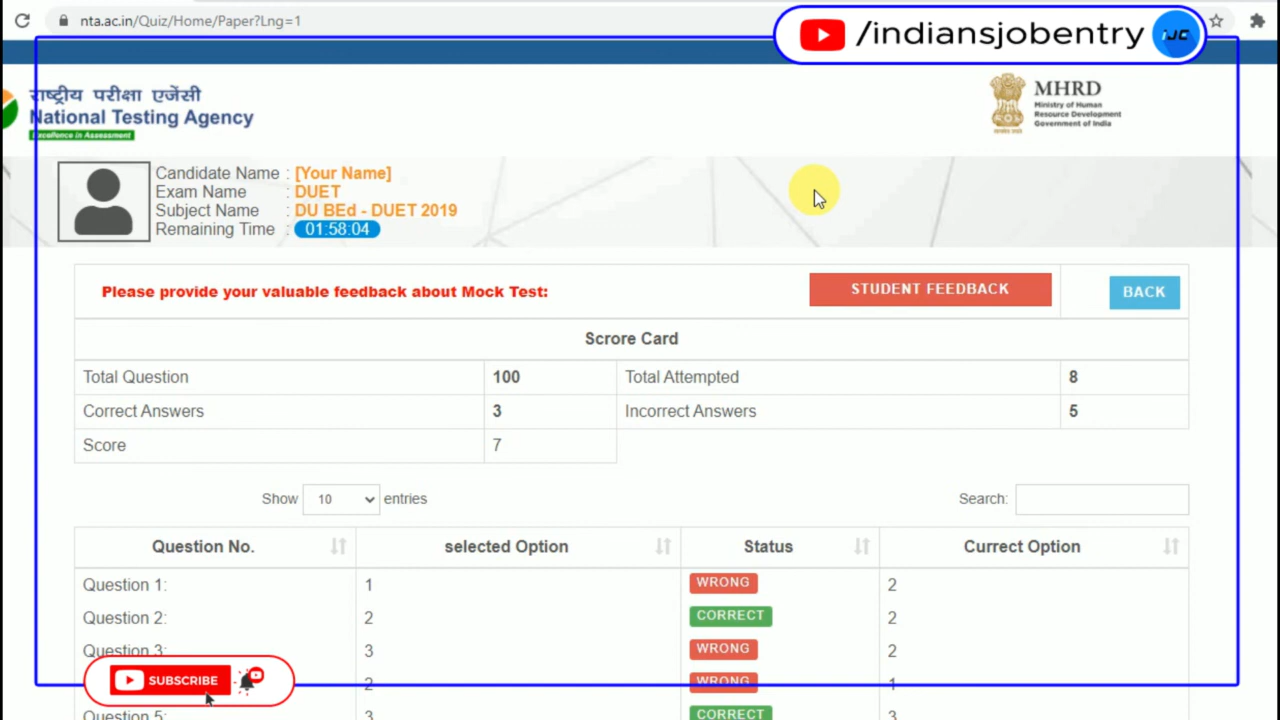 nta.ac.in/Quiz/Home/Paper?Lng=1
/indiansjobentry
IJC
राष्ट्रीय परीक्षा एजेंसी
National Testing Agency
Excellence in Assessment
MHRD
Ministry of Human
Resource Development
Government of India
Candidate Name : [Your Name]
Exam Name : DUET
Subject Name : DU BEd - DUET 2019
Remaining Time : 01:58:04
Please provide your valuable feedback about Mock Test:
STUDENT FEEDBACK
BACK
Scrore Card
Total Question 100 Total Attempted 8
Correct Answers 3 Incorrect Answers 5
Score 7
Show 10 entries
Search:
Question No. selected Option Status Currect Option
Question 1: 1 WRONG 2
Question 2: 2 CORRECT 2
Question 3: 3 WRONG 2
2 WRONG 1
SUBSCRIBE
Question 5: 3 CORRECT 3